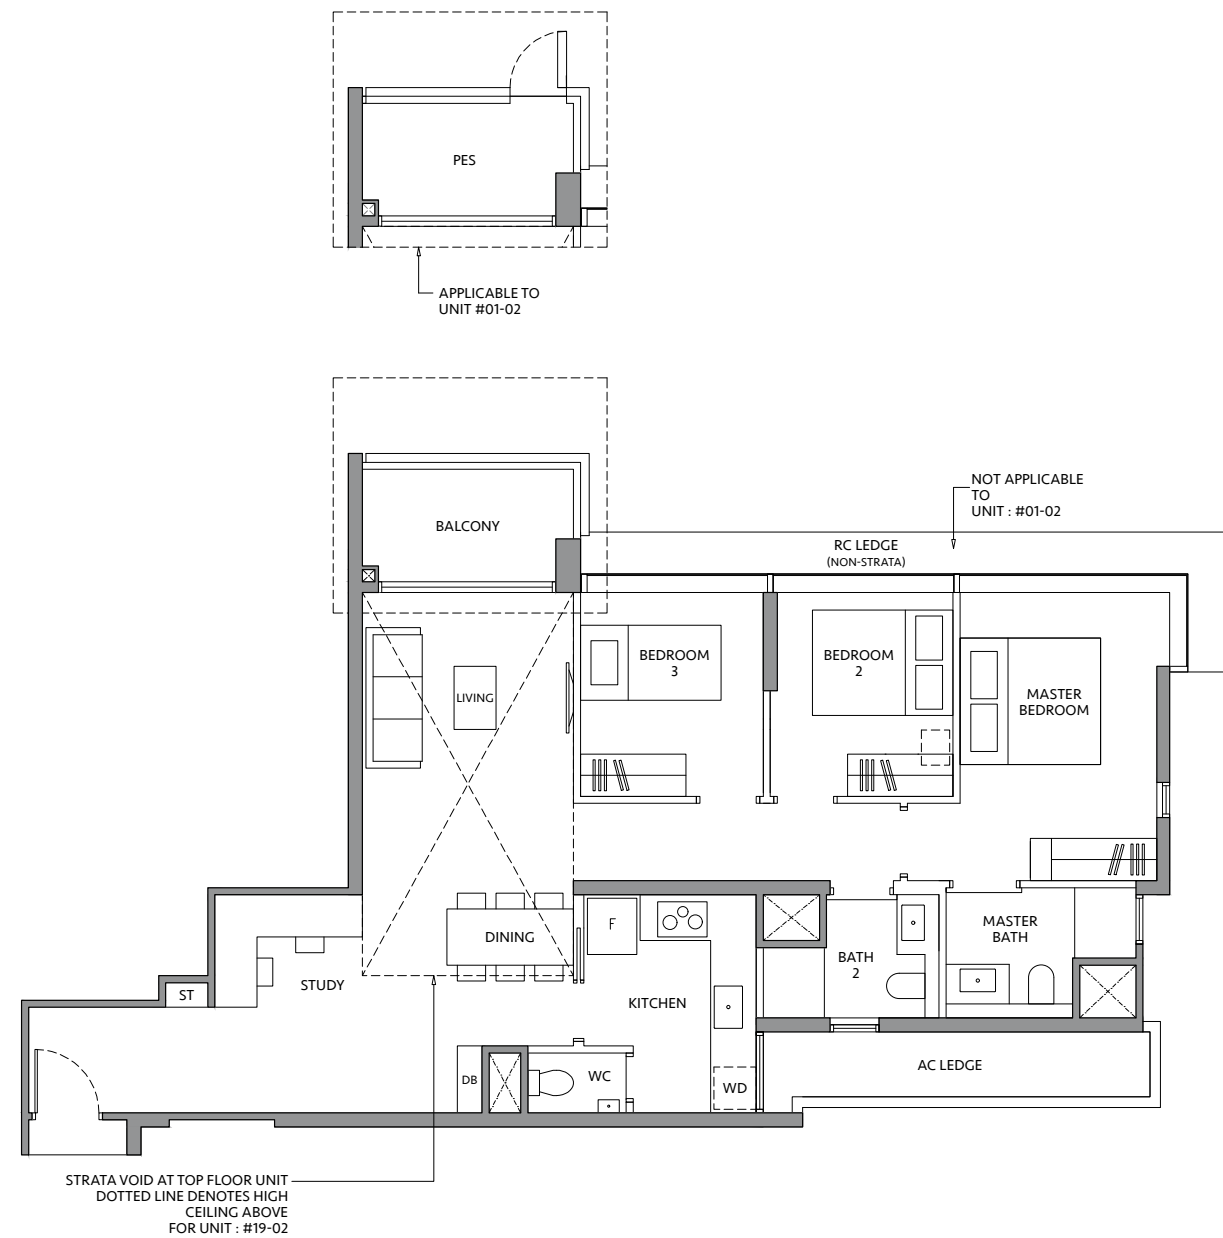 PES
APPLICABLE TO
UNIT #01-02
NOT APPLICABLE
TO
UNIT : #01-02
BALCONY
RC LEDGE
(NON-STRATA)
BEDROOM
3
BEDROOM
2
LIVING
MASTER
BEDROOM
F
DINING
MASTER
BATH
BATH
2
STUDY
ST
KITCHEN
AC LEDGE
DB
WC
WD
STRATA VOID AT TOP FLOOR UNIT
DOTTED LINE DENOTES HIGH
CEILING ABOVE
FOR UNIT : #19-02